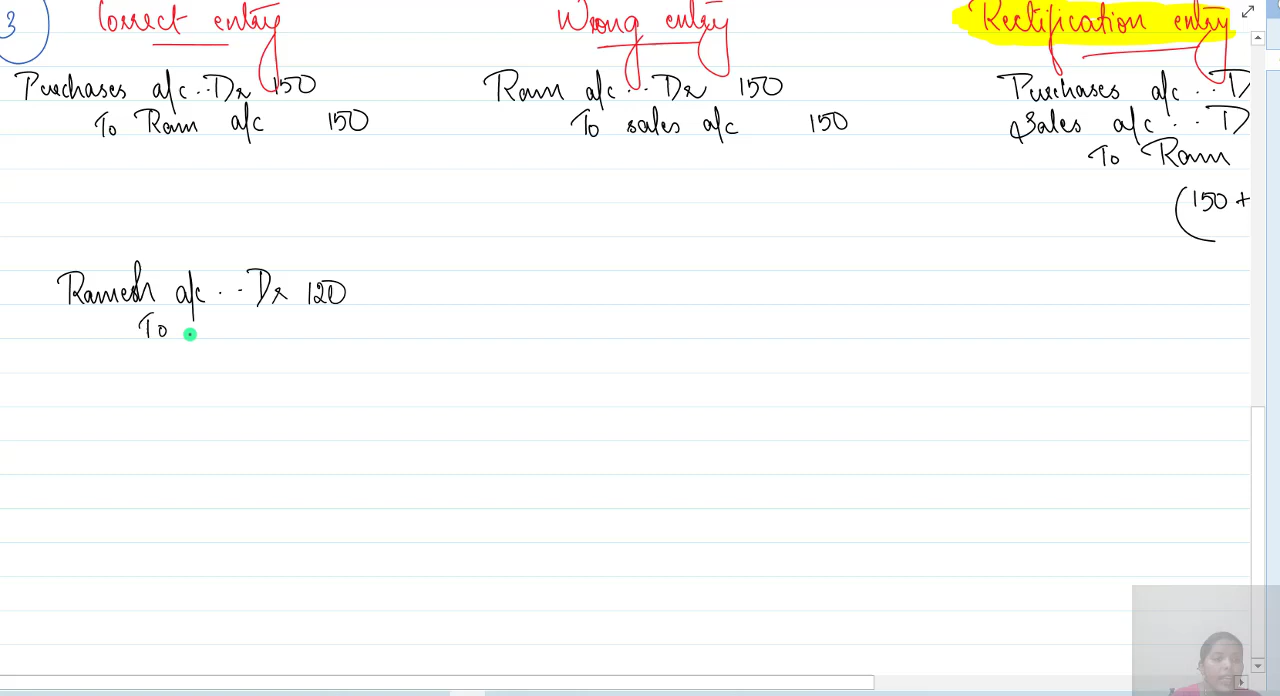 3
Correct entry
Wrong entry
Rectification entry
Purchases a/c ... Dr 150
To Ram a/c 150
Ram a/c ... Dr 150
To sales a/c 150
Purchases a/c ... D
Sales a/c ... D
To Ram
(150 +
Ramesh a/c ... Dr 120
To